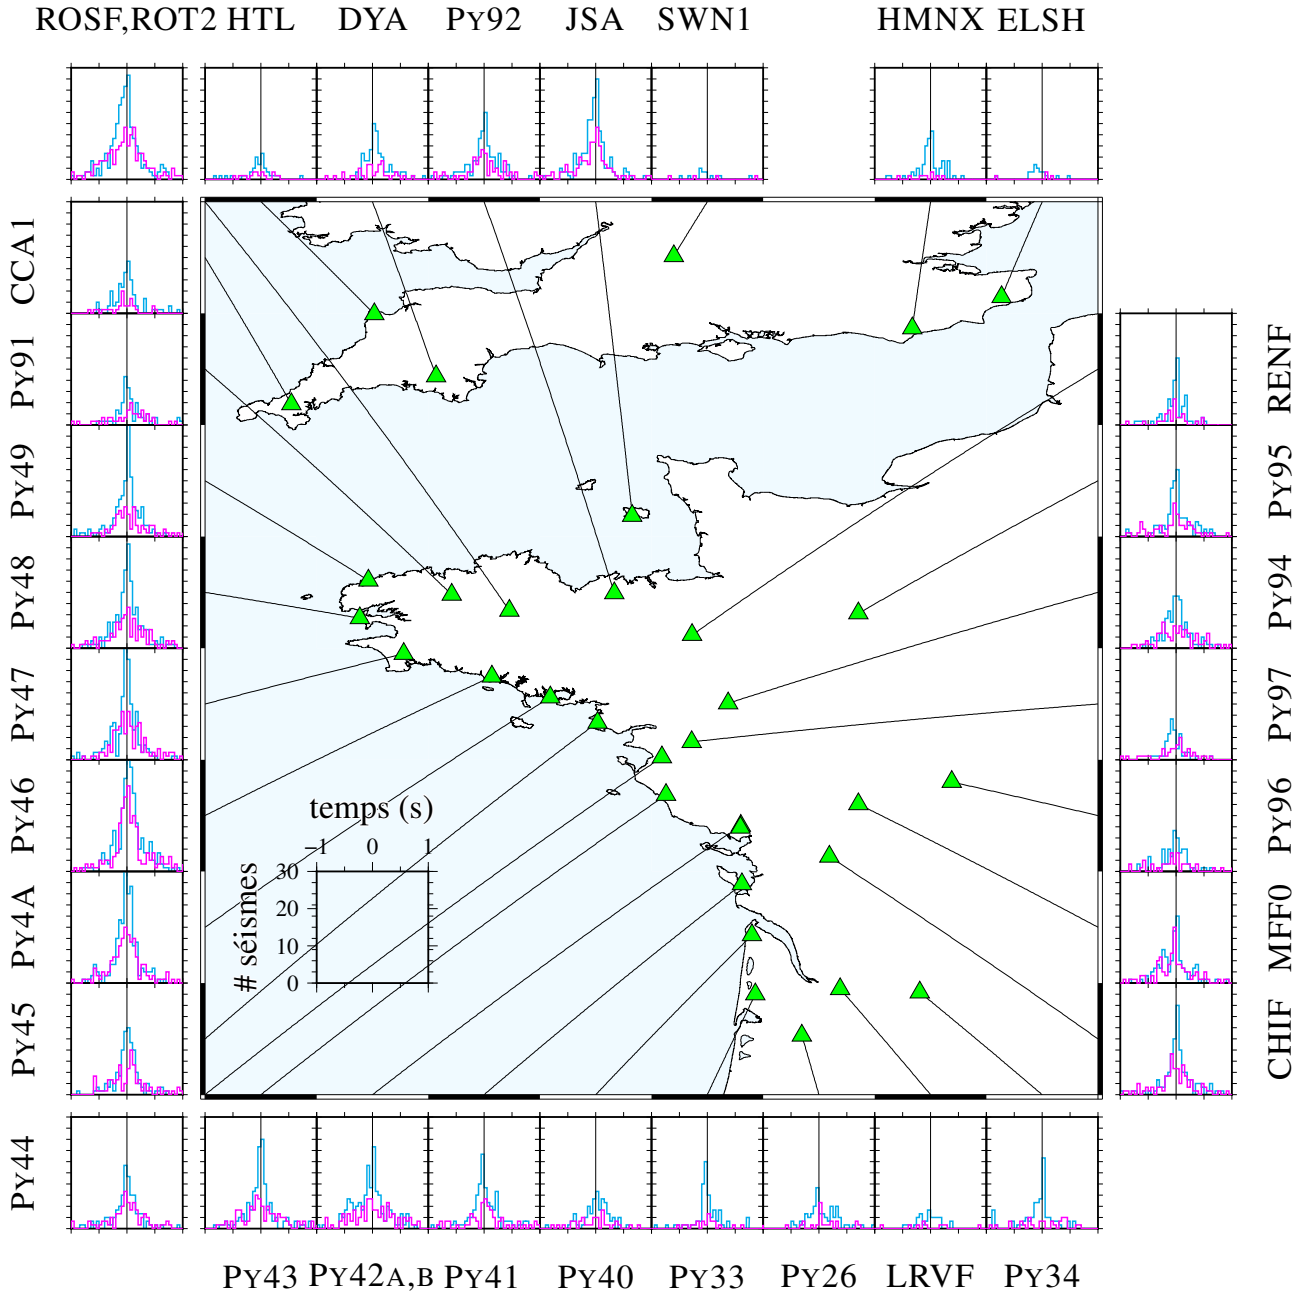 ROSF,ROT2 HTL DYA PY92 JSA SWN1 HMNX ELSH
CCA1
PY91
PY49
PY48
PY47
PY46
PY4A
PY45
PY44
RENF
PY95
PY94
PY97
PY96
MFF0
CHIF
temps (s)
−1 0 1
# séismes
30
20
10
0
PY43 PY42A,B PY41 PY40 PY33 PY26 LRVF PY34